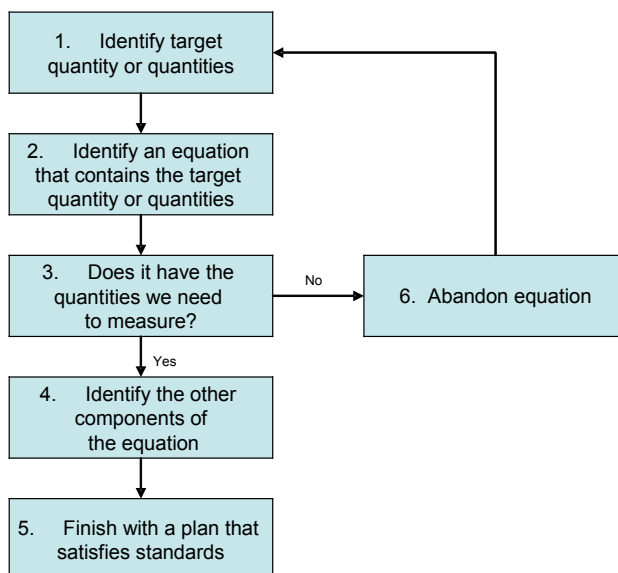 1. Identify target
quantity or quantities
2. Identify an equation
that contains the target
quantity or quantities
3. Does it have the
quantities we need
to measure?
No
6. Abandon equation
Yes
4. Identify the other
components of
the equation
5. Finish with a plan that
satisfies standards